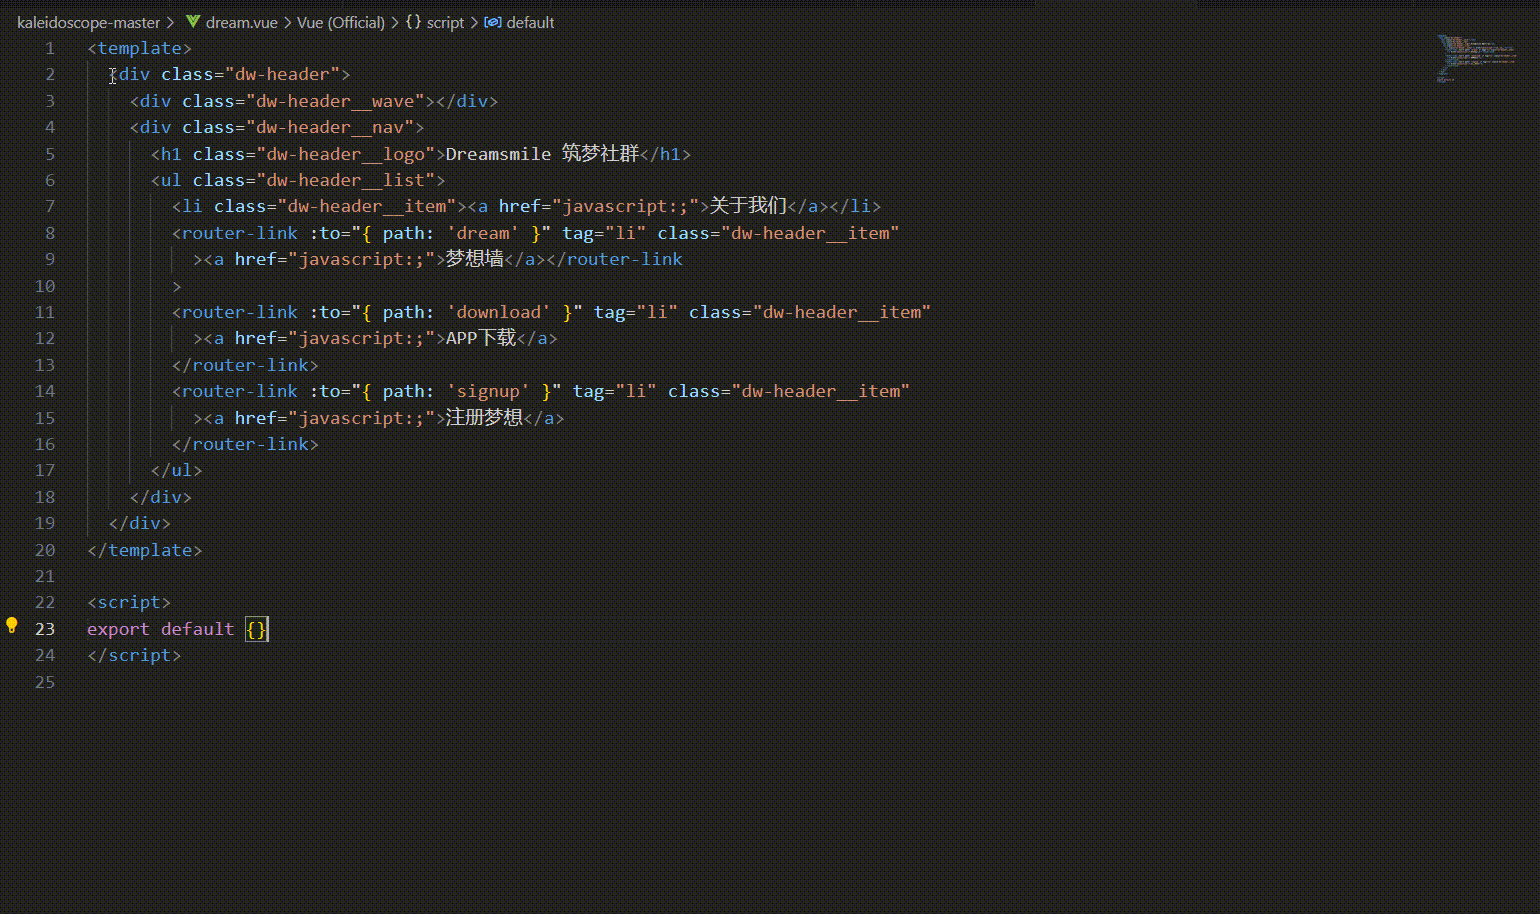 kaleidoscope-master > dream.vue > Vue (Official) > {} script > default
1 <template>
2 <div class="dw-header">
3 <div class="dw-header__wave"></div>
4 <div class="dw-header__nav">
5 <h1 class="dw-header__logo">Dreamsmile 筑梦社群</h1>
6 <ul class="dw-header__list">
7 <li class="dw-header__item"><a href="javascript:;">关于我们</a></li>
8 <router-link :to="{ path: 'dream' }" tag="li" class="dw-header__item"
9 ><a href="javascript:;">梦想墙</a></router-link
10 >
11 <router-link :to="{ path: 'download' }" tag="li" class="dw-header__item"
12 ><a href="javascript:;">APP下载</a>
13 </router-link>
14 <router-link :to="{ path: 'signup' }" tag="li" class="dw-header__item"
15 ><a href="javascript:;">注册梦想</a>
16 </router-link>
17 </ul>
18 </div>
19 </div>
20 </template>
21
22 <script>
23 export default {}
24 </script>
25